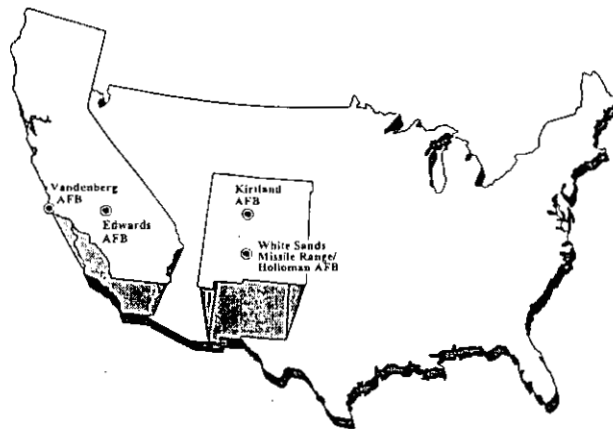 Vandenberg
AFB
Edwards
AFB
Kirtland
AFB
White Sands
Missile Range/
Holloman AFB